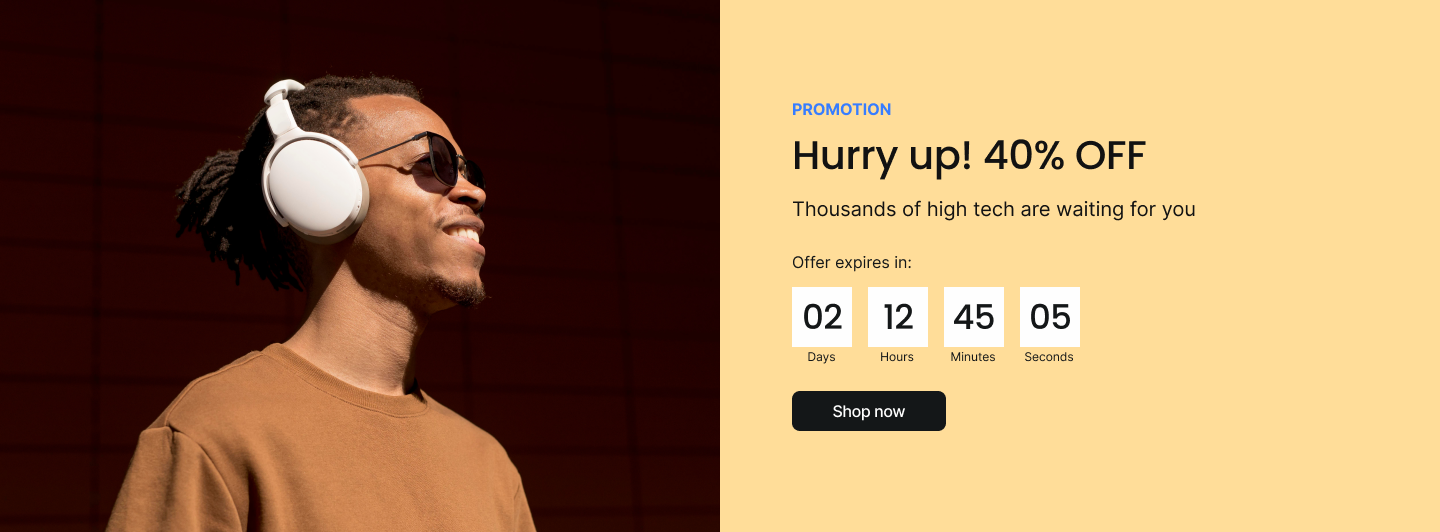 PROMOTION
Hurry up! 40% OFF
Thousands of high tech are waiting for you
Offer expires in:
02 12 45 05
Days Hours Minutes Seconds
Shop now